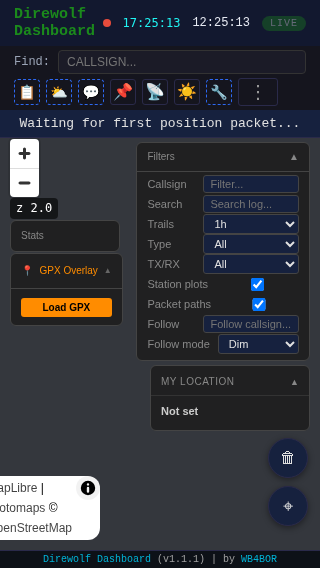 Direwolf
Dashboard
17:25:13
12:25:13
LIVE
Find:
CALLSIGN...
Waiting for first position packet...
z 2.0
Stats
📍 GPX Overlay ▲
Load GPX
Filters ▲
Callsign Filter...
Search Search log...
Trails 1h
Type All
TX/RX All
Station plots
Packet paths
Follow Follow callsign...
Follow mode Dim
MY LOCATION ▲
Not set
apLibre |
otomaps ©
penStreetMap
Direwolf Dashboard (v1.1.1) | by WB4BOR